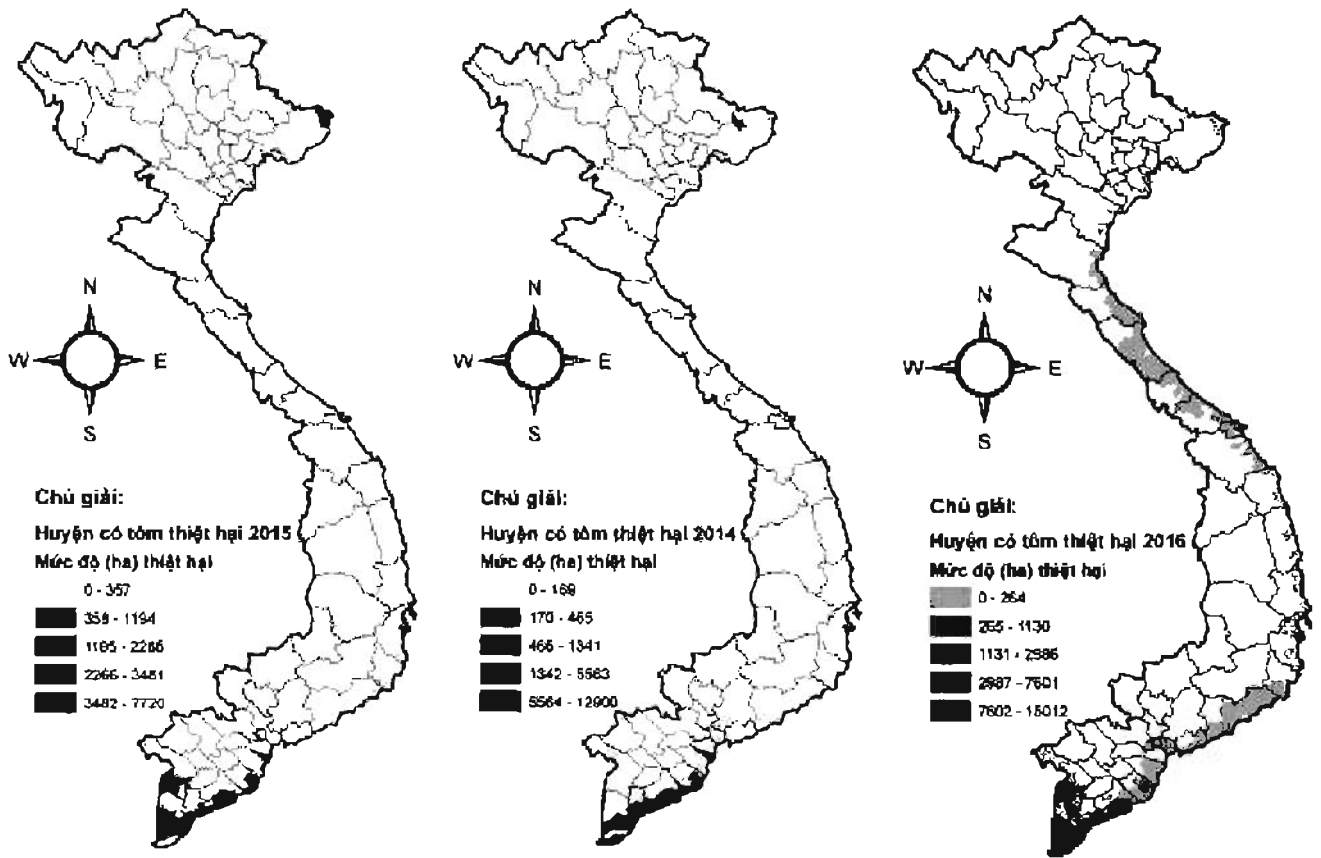 N
W E
S
Chú giải:
Huyện có tôm thiệt hại 2015
Mức độ (ha) thiệt hại
0 - 357
358 - 1194
1195 - 2265
2266 - 3481
3482 - 7720
N
W E
S
Chú giải:
Huyện có tôm thiệt hại 2014
Mức độ (ha) thiệt hại
0 - 169
170 - 465
466 - 1341
1342 - 5563
5564 - 12900
N
W E
S
Chú giải:
Huyện có tôm thiệt hại 2016
Mức độ (ha) thiệt hại
0 - 264
265 - 1130
1131 - 2986
2987 - 7601
7602 - 15012